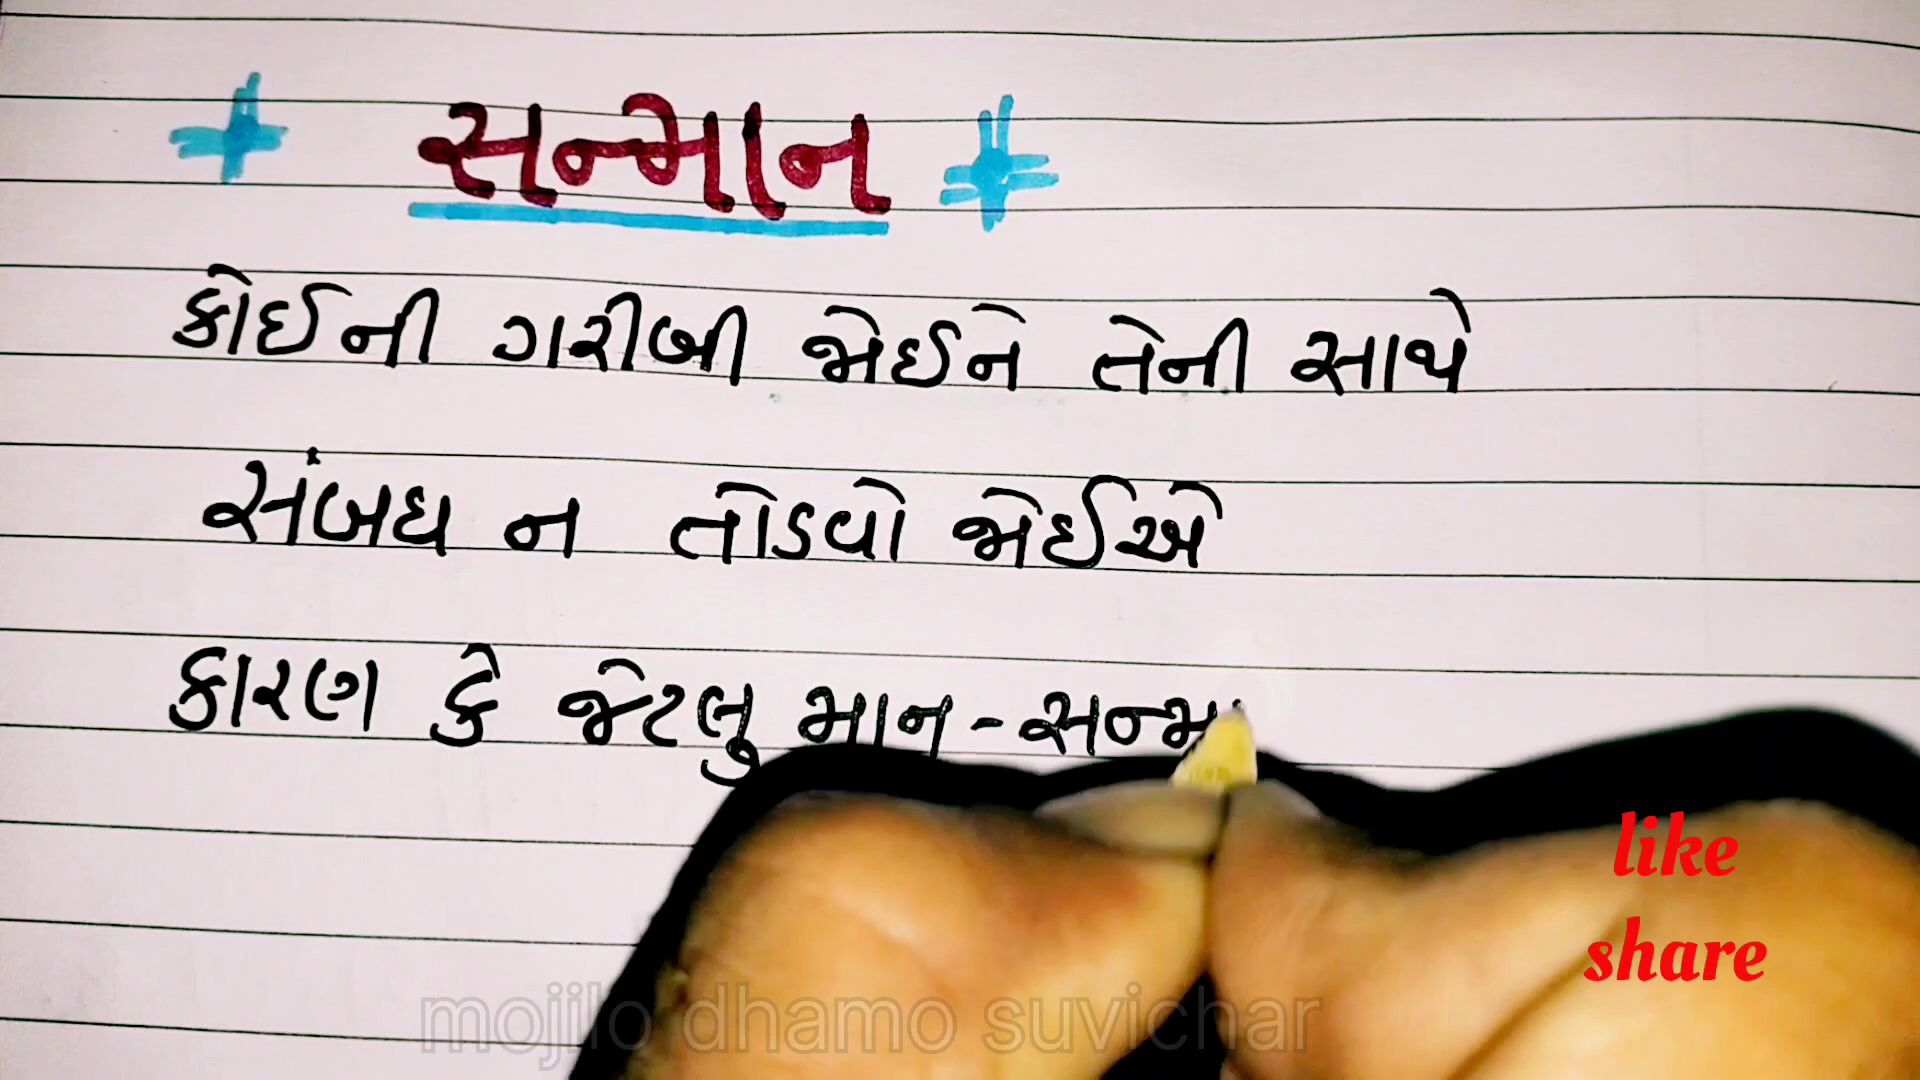 સન્માન
કોઈની ગરીબી જોઈને તેની સાથે
સંબધ ન તોડવો જોઈએ
કારણ કે જેટલુ માન-સન્મા
like
share
mojilo dhamo suvichar